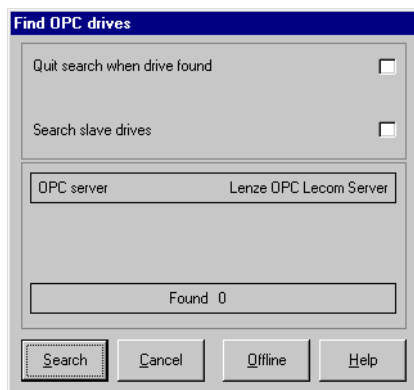 Find OPC drives
Quit search when drive found
Search slave drives
OPC server Lenze OPC Lecom Server
Found 0
Search Cancel Offline Help